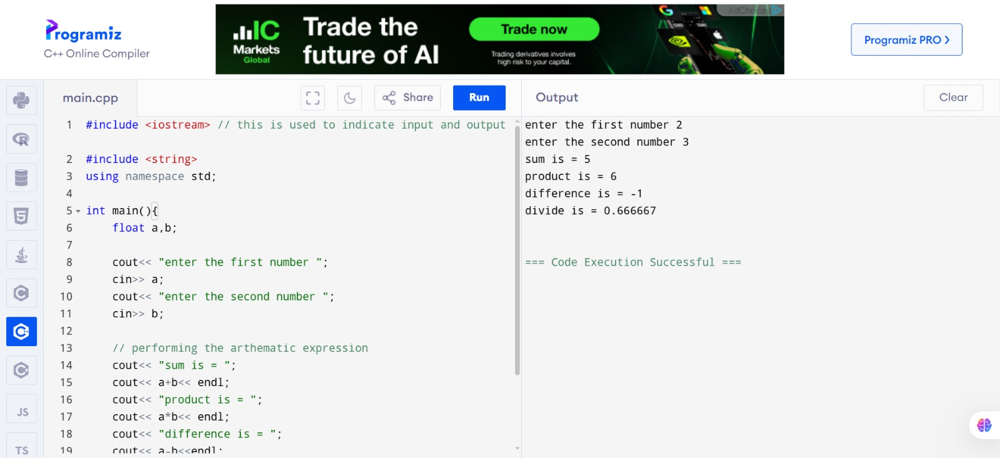 Programiz
C++ Online Compiler
IC
Markets
Global
Trade the
future of AI
Trade now
Trading derivatives involves
high risk to your capital.
AdChoices
Programiz PRO ›
main.cpp
Share
Run
Output
Clear
1 #include <iostream> // this is used to indicate input and output
2 #include <string>
3 using namespace std;
4
5 int main(){
6 float a,b;
7
8 cout<< "enter the first number ";
9 cin>> a;
10 cout<< "enter the second number ";
11 cin>> b;
12
13 // performing the arthematic expression
14 cout<< "sum is = ";
15 cout<< a+b<< endl;
16 cout<< "product is = ";
17 cout<< a*b<< endl;
18 cout<< "difference is = ";
19 cout<< a-b<<endl;
enter the first number 2
enter the second number 3
sum is = 5
product is = 6
difference is = -1
divide is = 0.666667
=== Code Execution Successful ===
R
5
C
C+
C
JS
TS
G